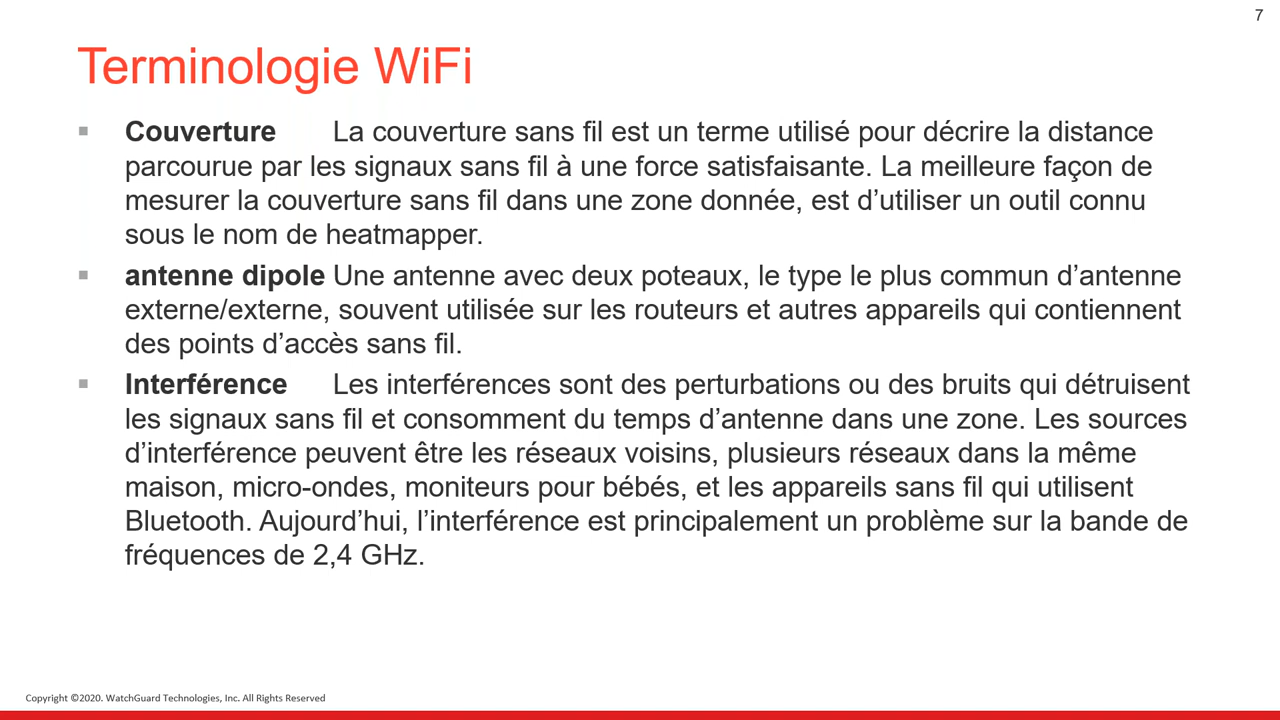 7
Terminologie WiFi
▪ Couverture La couverture sans fil est un terme utilisé pour décrire la distance
parcourue par les signaux sans fil à une force satisfaisante. La meilleure façon de
mesurer la couverture sans fil dans une zone donnée, est d’utiliser un outil connu
sous le nom de heatmapper.
▪ antenne dipole Une antenne avec deux poteaux, le type le plus commun d’antenne
externe/externe, souvent utilisée sur les routeurs et autres appareils qui contiennent
des points d’accès sans fil.
▪ Interférence Les interférences sont des perturbations ou des bruits qui détruisent
les signaux sans fil et consomment du temps d’antenne dans une zone. Les sources
d’interférence peuvent être les réseaux voisins, plusieurs réseaux dans la même
maison, micro-ondes, moniteurs pour bébés, et les appareils sans fil qui utilisent
Bluetooth. Aujourd’hui, l’interférence est principalement un problème sur la bande de
fréquences de 2,4 GHz.
Copyright ©2020. WatchGuard Technologies, Inc. All Rights Reserved